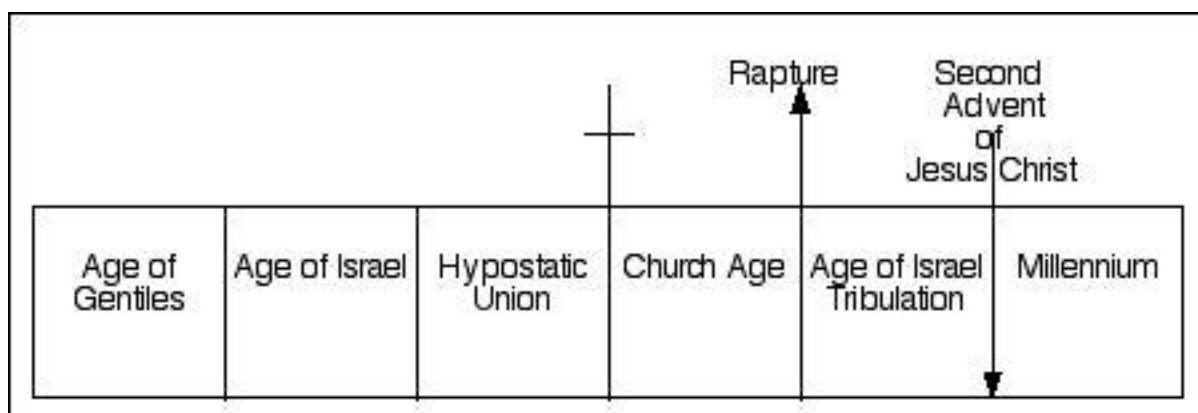 Rapture
Second
Advent
of
Jesus Christ
Age of
Gentiles
Age of Israel
Hypostatic
Union
Church Age
Age of Israel
Tribulation
Millennium